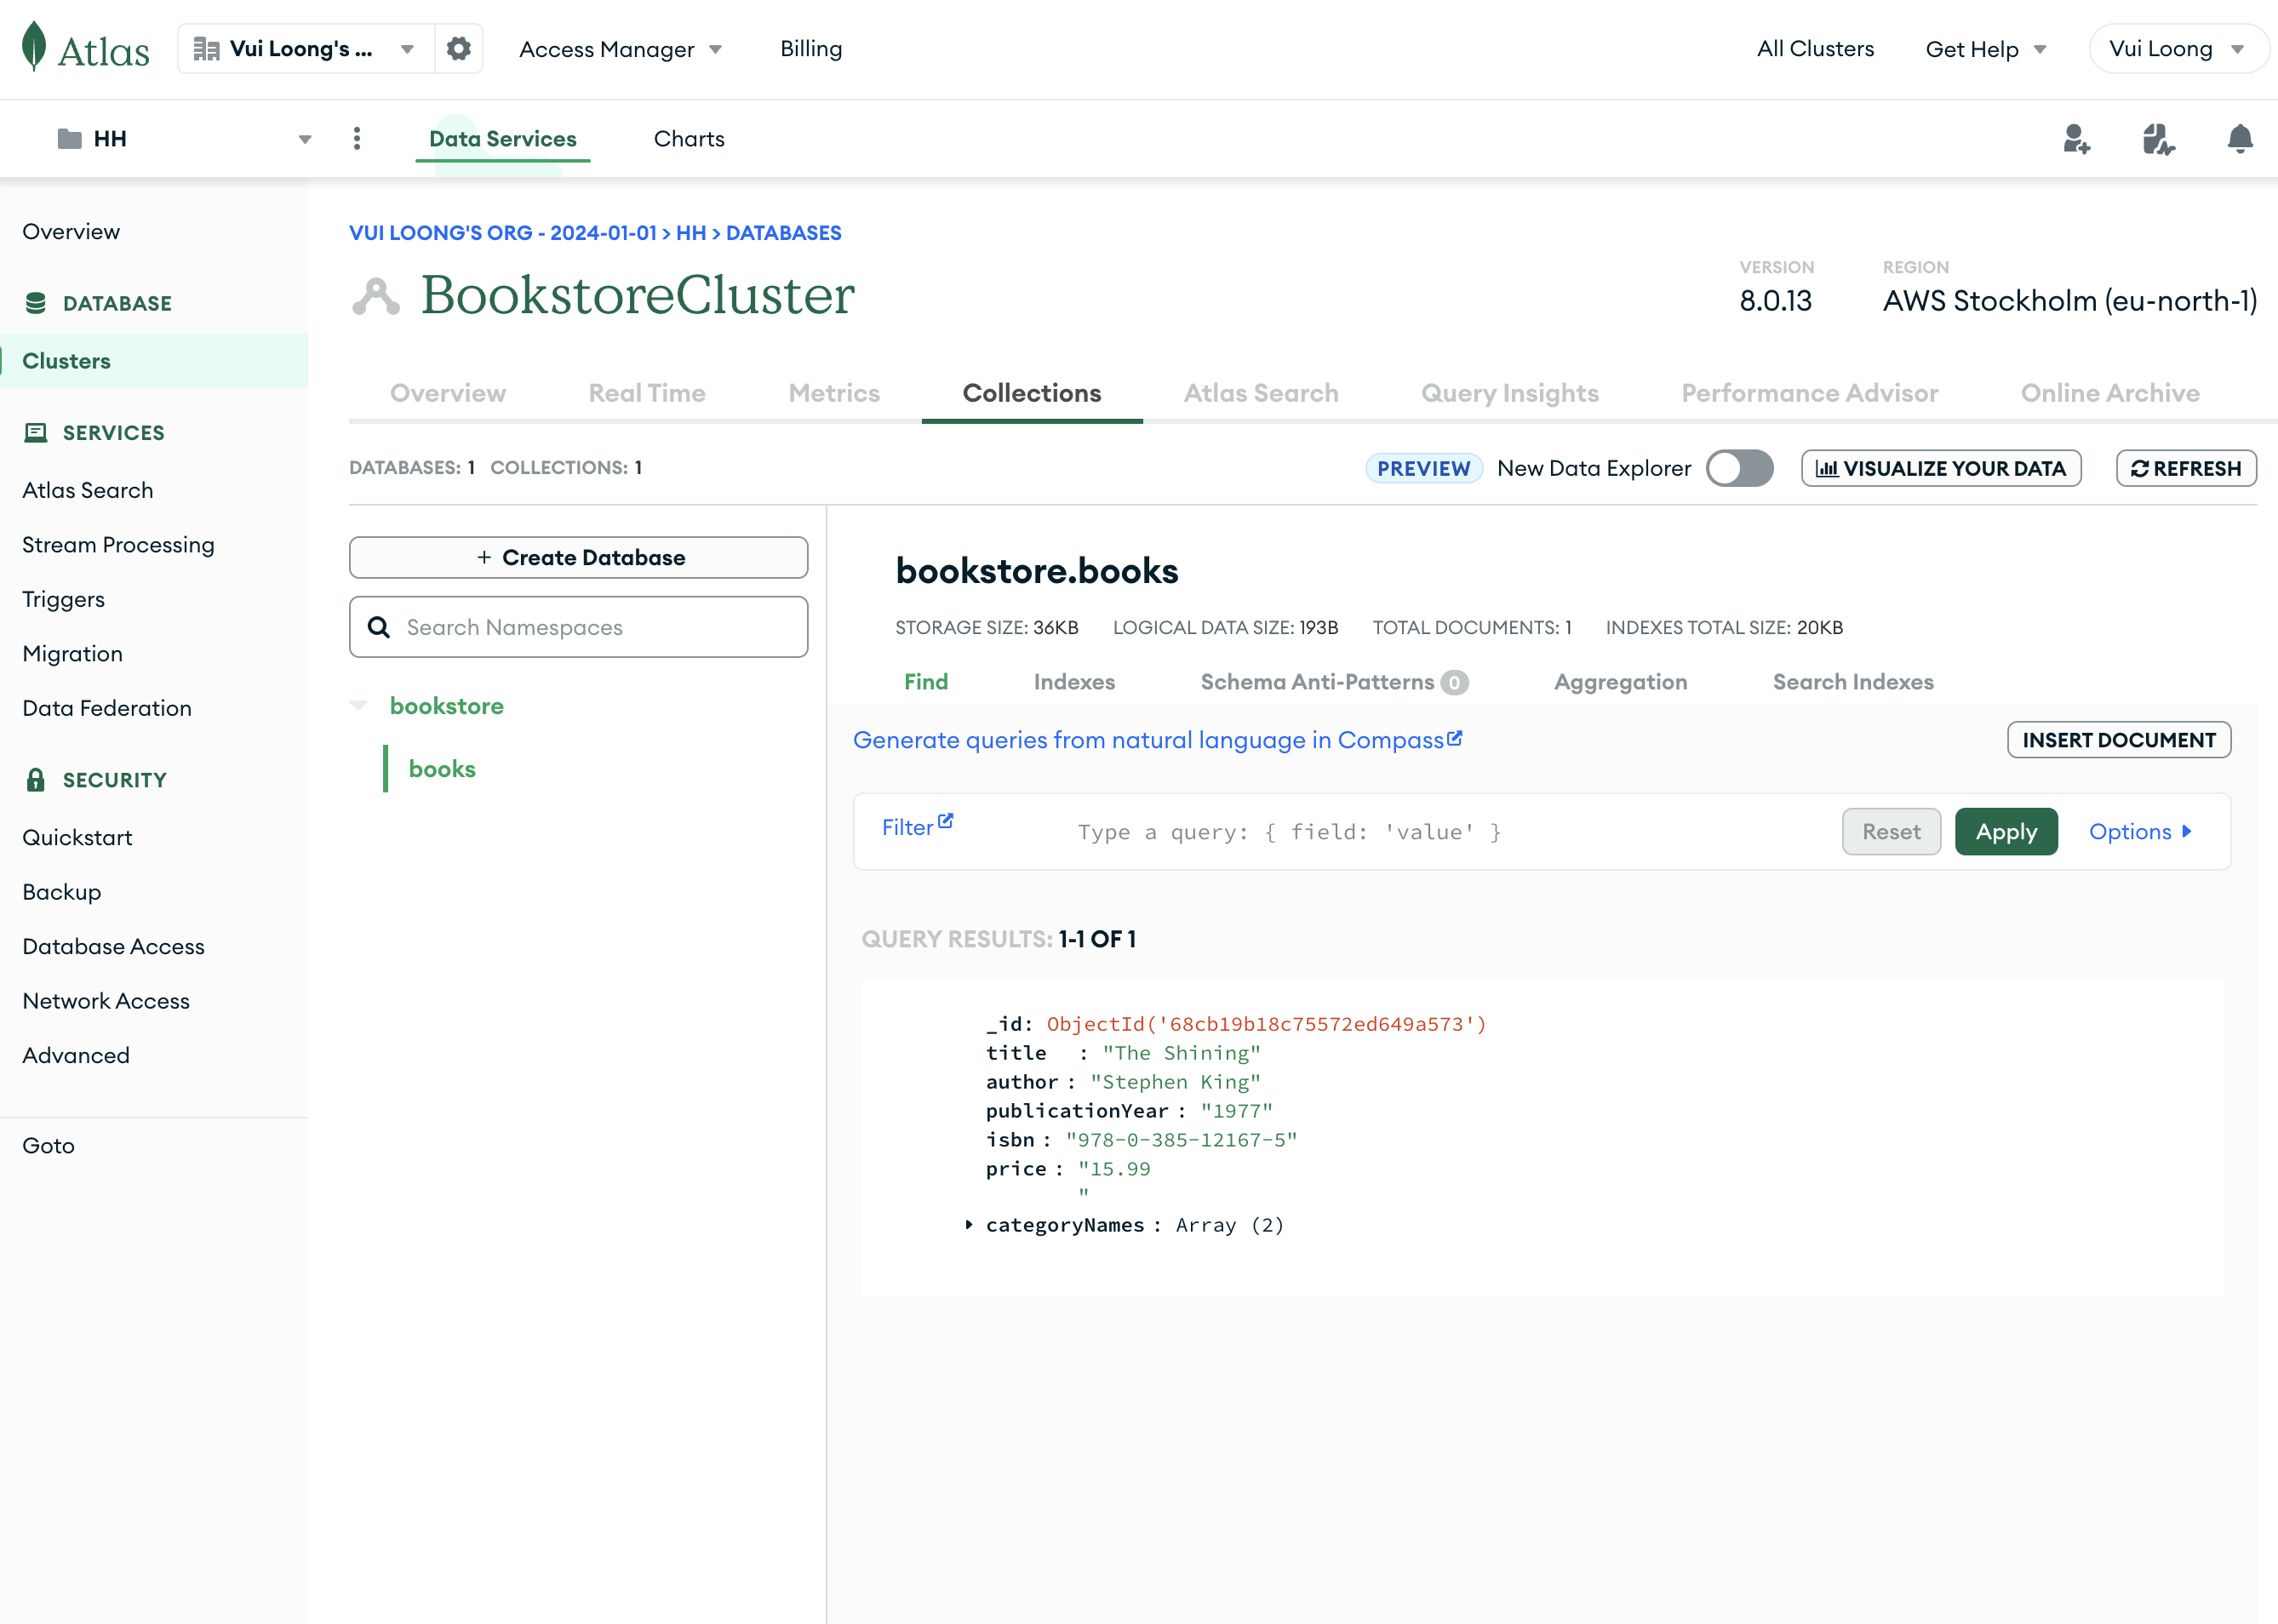 Atlas
Vui Loong's ...
Access Manager
Billing
All Clusters
Get Help
Vui Loong
HH
Data Services
Charts
Overview
DATABASE
Clusters
SERVICES
Atlas Search
Stream Processing
Triggers
Migration
Data Federation
SECURITY
Quickstart
Backup
Database Access
Network Access
Advanced
Goto
VUI LOONG'S ORG - 2024-01-01 > HH > DATABASES
BookstoreCluster
VERSION
8.0.13
REGION
AWS Stockholm (eu-north-1)
Overview
Real Time
Metrics
Collections
Atlas Search
Query Insights
Performance Advisor
Online Archive
DATABASES: 1 COLLECTIONS: 1
PREVIEW
New Data Explorer
VISUALIZE YOUR DATA
REFRESH
+ Create Database
Search Namespaces
bookstore
books
bookstore.books
STORAGE SIZE: 36KB
LOGICAL DATA SIZE: 193B
TOTAL DOCUMENTS: 1
INDEXES TOTAL SIZE: 20KB
Find
Indexes
Schema Anti-Patterns 0
Aggregation
Search Indexes
Generate queries from natural language in Compass
INSERT DOCUMENT
Filter
Type a query: { field: 'value' }
Reset
Apply
Options
QUERY RESULTS: 1-1 OF 1
_id: ObjectId('68cb19b18c75572ed649a573')
title : "The Shining"
author : "Stephen King"
publicationYear : "1977"
isbn : "978-0-385-12167-5"
price : "15.99
"
categoryNames : Array (2)